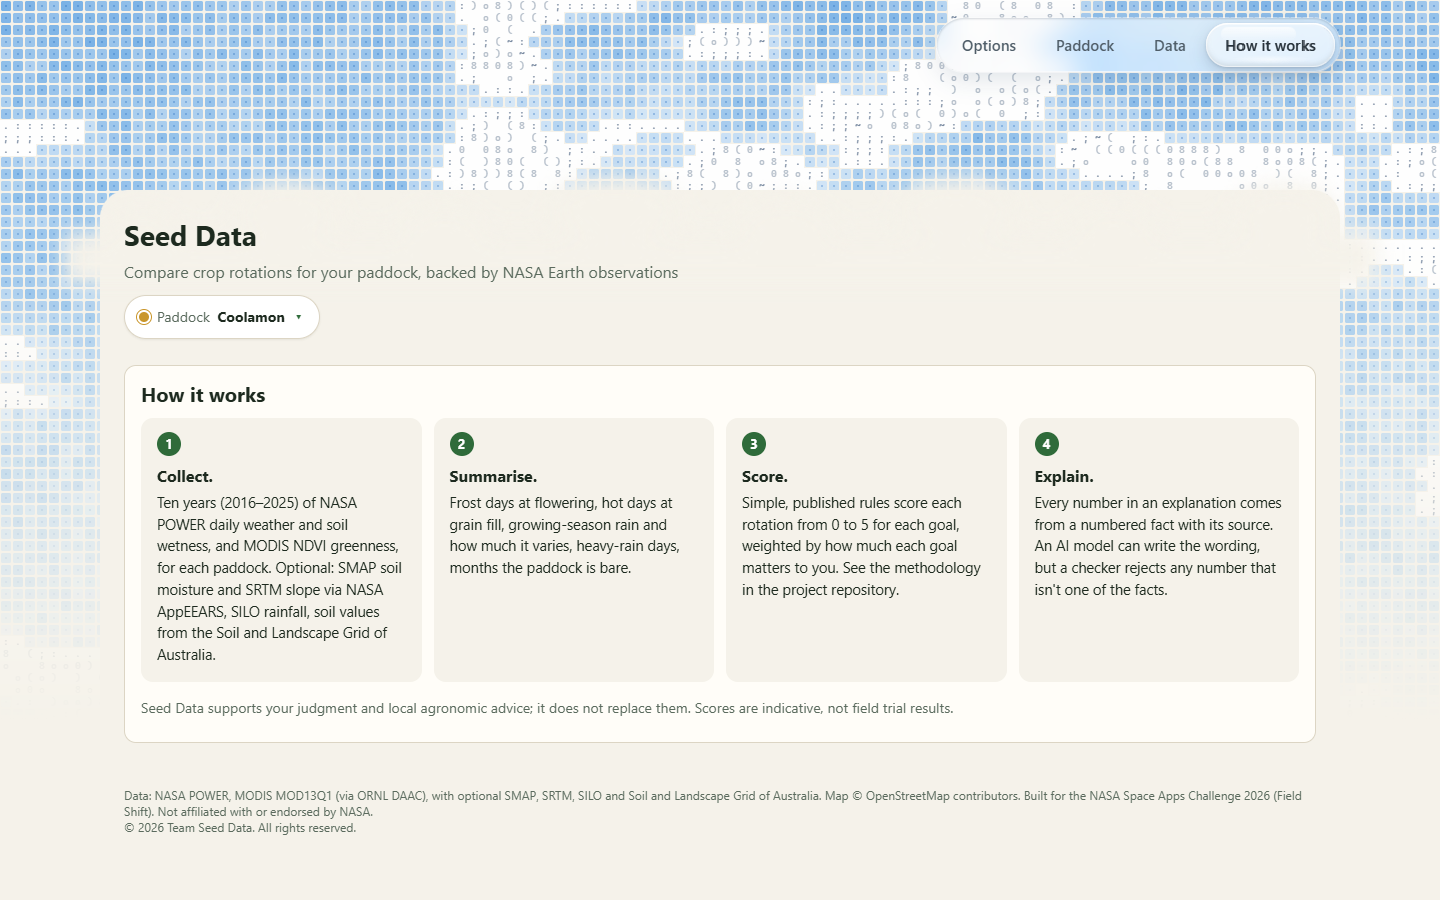 Options Paddock Data How it works
Seed Data
Compare crop rotations for your paddock, backed by NASA Earth observations
Paddock Coolamon
How it works
1
Collect.
Ten years (2016–2025) of NASA
POWER daily weather and soil
wetness, and MODIS NDVI greenness,
for each paddock. Optional: SMAP soil
moisture and SRTM slope via NASA
AppEEARS, SILO rainfall, soil values
from the Soil and Landscape Grid of
Australia.
2
Summarise.
Frost days at flowering, hot days at
grain fill, growing-season rain and
how much it varies, heavy-rain days,
months the paddock is bare.
3
Score.
Simple, published rules score each
rotation from 0 to 5 for each goal,
weighted by how much each goal
matters to you. See the methodology
in the project repository.
4
Explain.
Every number in an explanation comes
from a numbered fact with its source.
An AI model can write the wording,
but a checker rejects any number that
isn't one of the facts.
Seed Data supports your judgment and local agronomic advice; it does not replace them. Scores are indicative, not field trial results.
Data: NASA POWER, MODIS MOD13Q1 (via ORNL DAAC), with optional SMAP, SRTM, SILO and Soil and Landscape Grid of Australia. Map © OpenStreetMap contributors. Built for the NASA Space Apps Challenge 2026 (Field
Shift). Not affiliated with or endorsed by NASA.
© 2026 Team Seed Data. All rights reserved.